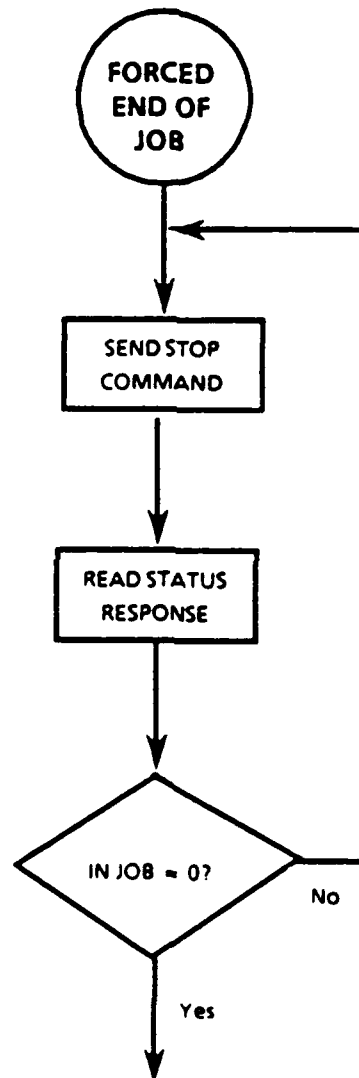 FORCED
END OF
JOB
SEND STOP
COMMAND
READ STATUS
RESPONSE
IN JOB = 0?
No
Yes